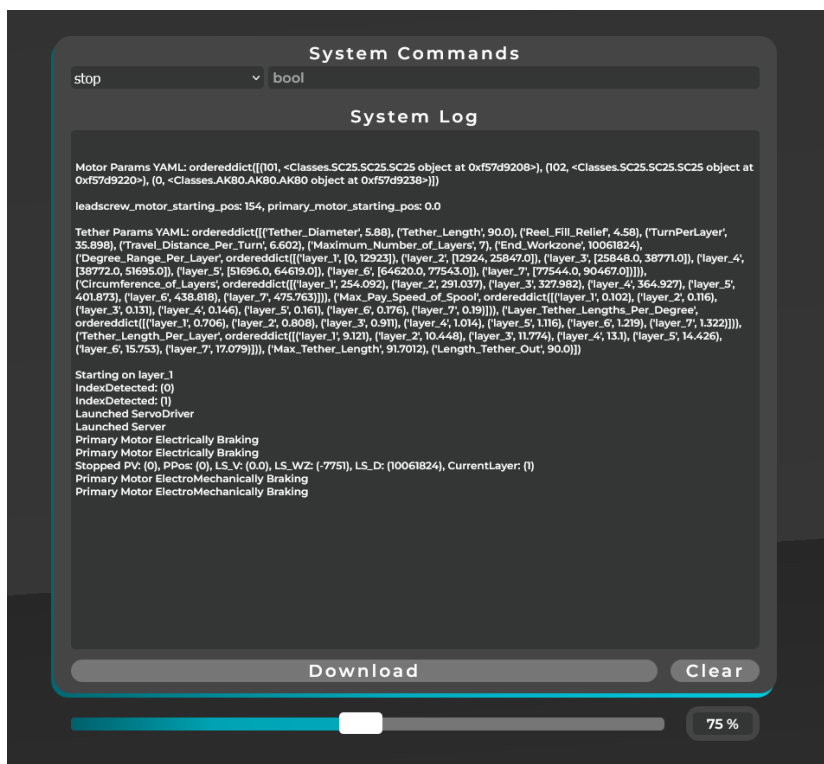 System Commands
stop bool
System Log
Motor Params YAML: ordereddict([(101, <Classes.SC25.SC25.SC25 object at 0xf57d9208>), (102, <Classes.SC25.SC25.SC25 object at
0xf57d9220>), (0, <Classes.AK80.AK80.AK80 object at 0xf57d9238>)])
leadscrew_motor_starting_pos: 154, primary_motor_starting_pos: 0.0
Tether Params YAML: ordereddict([('Tether_Diameter', 5.88), ('Tether_Length', 90.0), ('Reel_Fill_Relief', 4.58), ('TurnPerLayer',
35.898), ('Travel_Distance_Per_Turn', 6.602), ('Maximum_Number_of_Layers', 7), ('End_Workzone', 10061824),
('Degree_Range_Per_Layer', ordereddict([('layer_1', [0, 12923]), ('layer_2', [12924, 25847.0]), ('layer_3', [25848.0, 38771.0]), ('layer_4',
[38772.0, 51695.0]), ('layer_5', [51696.0, 64619.0]), ('layer_6', [64620.0, 77543.0]), ('layer_7', [77544.0, 90467.0])])),
('Circumference_of_Layers', ordereddict([('layer_1', 254.092), ('layer_2', 291.037), ('layer_3', 327.982), ('layer_4', 364.927), ('layer_5',
401.873), ('layer_6', 438.818), ('layer_7', 475.763)])), ('Max_Pay_Speed_of_Spool', ordereddict([('layer_1', 0.102), ('layer_2', 0.116),
('layer_3', 0.131), ('layer_4', 0.146), ('layer_5', 0.161), ('layer_6', 0.176), ('layer_7', 0.19)])), ('Layer_Tether_Lengths_Per_Degree',
ordereddict([('layer_1', 0.706), ('layer_2', 0.808), ('layer_3', 0.911), ('layer_4', 1.014), ('layer_5', 1.116), ('layer_6', 1.219), ('layer_7', 1.322)])),
('Tether_Length_Per_Layer', ordereddict([('layer_1', 9.121), ('layer_2', 10.448), ('layer_3', 11.774), ('layer_4', 13.1), ('layer_5', 14.426),
('layer_6', 15.753), ('layer_7', 17.079)])), ('Max_Tether_Length', 91.7012), ('Length_Tether_Out', 90.0)])
Starting on layer_1
IndexDetected: (0)
IndexDetected: (1)
Launched ServoDriver
Launched Server
Primary Motor Electrically Braking
Primary Motor Electrically Braking
Stopped PV: (0), PPos: (0), LS_V: (0.0), LS_WZ: (-7751), LS_D: (10061824), CurrentLayer: (1)
Primary Motor ElectroMechanically Braking
Primary Motor ElectroMechanically Braking
Download Clear
75 %